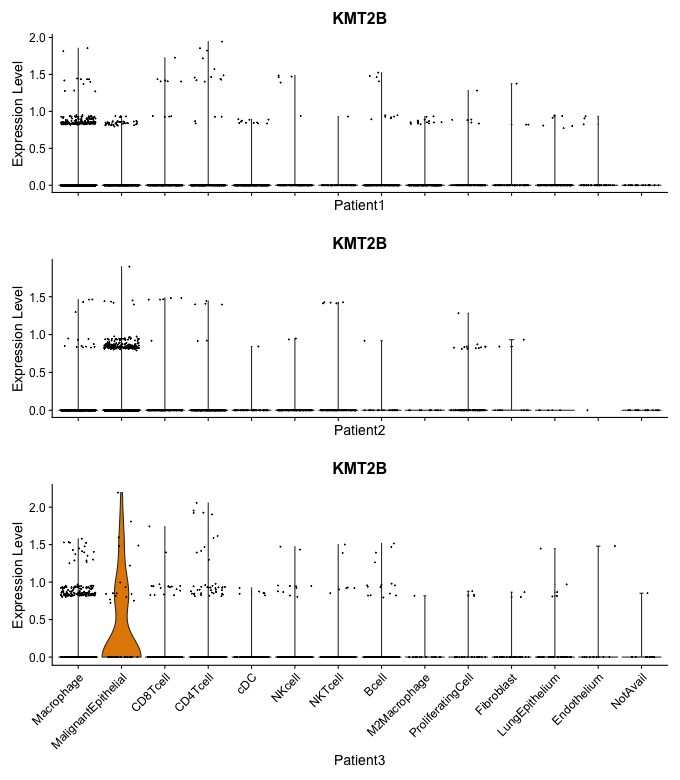 KMT2B
Expression Level
2.0
1.5
1.0
0.5
0.0
Patient1
KMT2B
Expression Level
1.5
1.0
0.5
0.0
Patient2
KMT2B
Expression Level
2.0
1.5
1.0
0.5
0.0
Macrophage
MalignantEpithelial
CD8Tcell
CD4Tcell
cDC
NKcell
NKTcell
Bcell
M2Macrophage
ProliferatingCell
Fibroblast
LungEpithelium
Endothelium
NotAvail
Patient3